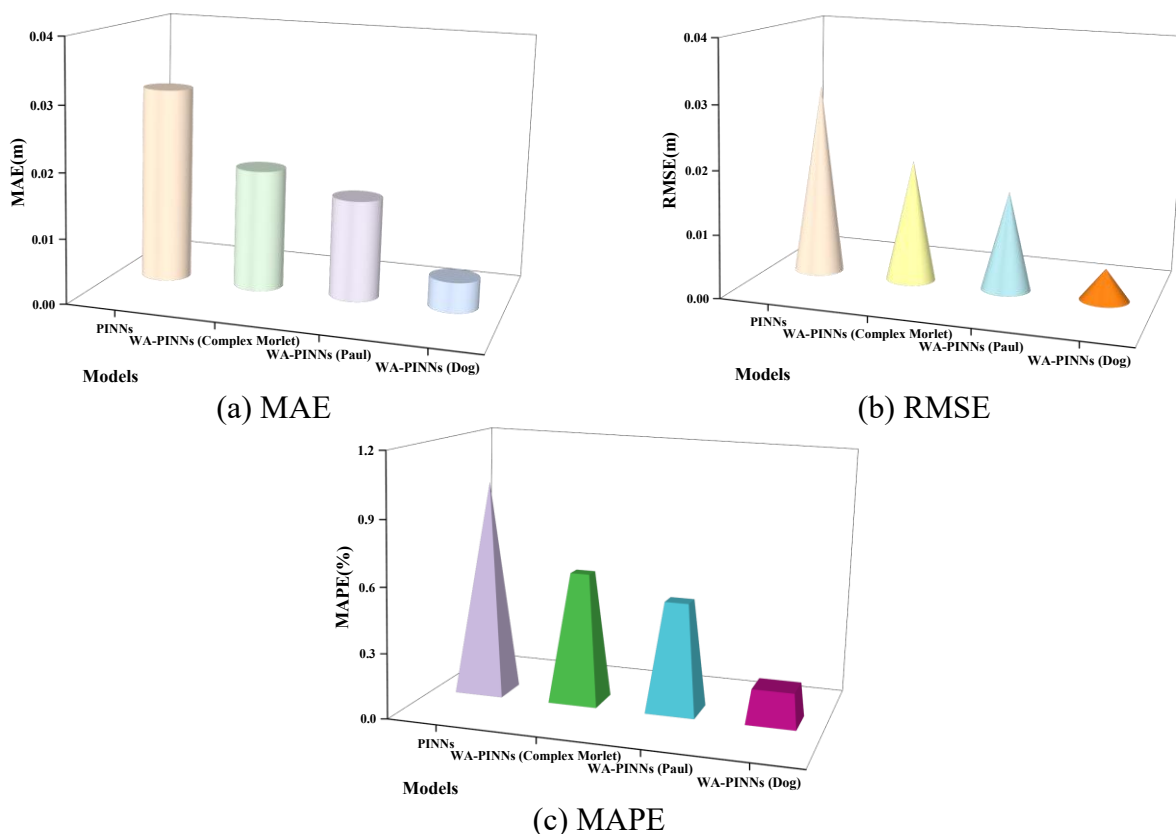 0.04
0.03
0.02
0.01
0.00
MAE(m)
PINNs
WA-PINNs (Complex Morlet)
WA-PINNs (Paul)
WA-PINNs (Dog)
Models
(a) MAE
0.04
0.03
0.02
0.01
0.00
RMSE(m)
PINNs
WA-PINNs (Complex Morlet)
WA-PINNs (Paul)
WA-PINNs (Dog)
Models
(b) RMSE
1.2
0.9
0.6
0.3
0.0
MAPE(%)
PINNs
WA-PINNs (Complex Morlet)
WA-PINNs (Paul)
WA-PINNs (Dog)
Models
(c) MAPE